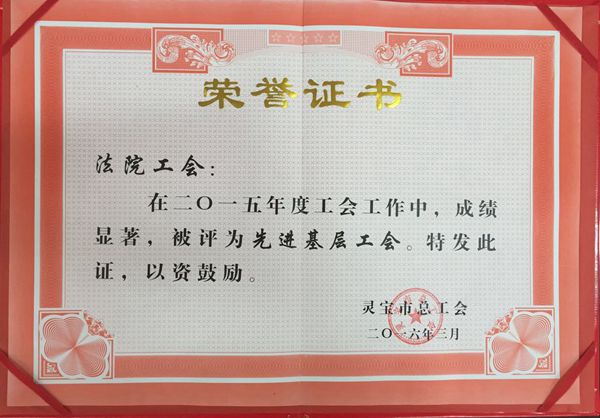 荣誉证书
法院工会：
在二〇一五年度工会工作中，成绩
显著，被评为先进基层工会。特发此
证，以资鼓励。
灵宝市总工会
二〇一六年三月